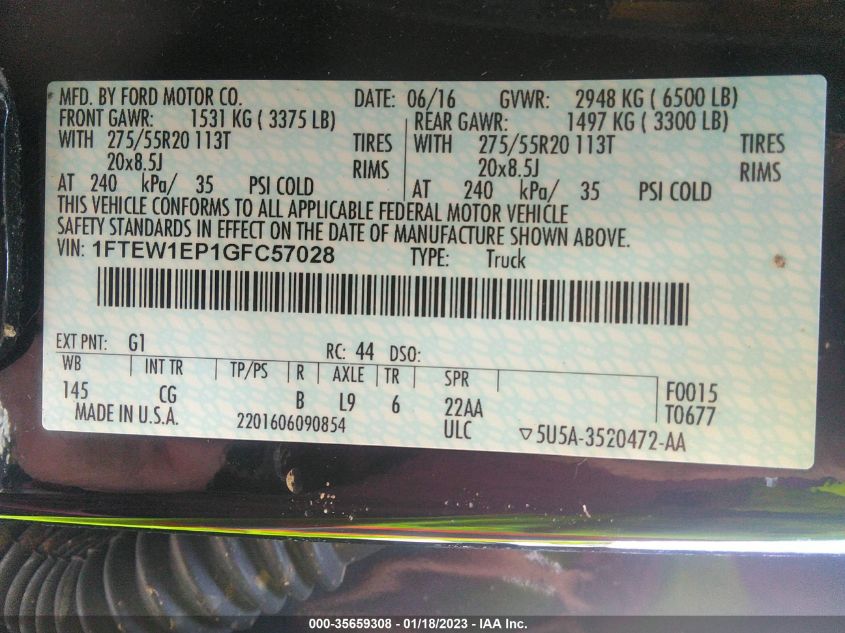 MFD. BY FORD MOTOR CO. DATE: 06/16 GVWR: 2948 KG ( 6500 LB)
FRONT GAWR: 1531 KG ( 3375 LB) REAR GAWR: 1497 KG ( 3300 LB)
WITH 275/55R20 113T TIRES WITH 275/55R20 113T TIRES
20x8.5J RIMS 20x8.5J RIMS
AT 240 kPa/ 35 PSI COLD AT 240 kPa/ 35 PSI COLD
THIS VEHICLE CONFORMS TO ALL APPLICABLE FEDERAL MOTOR VEHICLE
SAFETY STANDARDS IN EFFECT ON THE DATE OF MANUFACTURE SHOWN ABOVE.
VIN: 1FTEW1EP1GFC57028 TYPE: Truck
EXT PNT: G1 RC: 44 DSO:
WB INT TR TP/PS R AXLE TR SPR
145 CG B L9 6 22AA F0015
MADE IN U.S.A. 2201606090854 ULC T0677
▽5U5A-3520472-AA
000-35659308 - 01/18/2023 - IAA Inc.